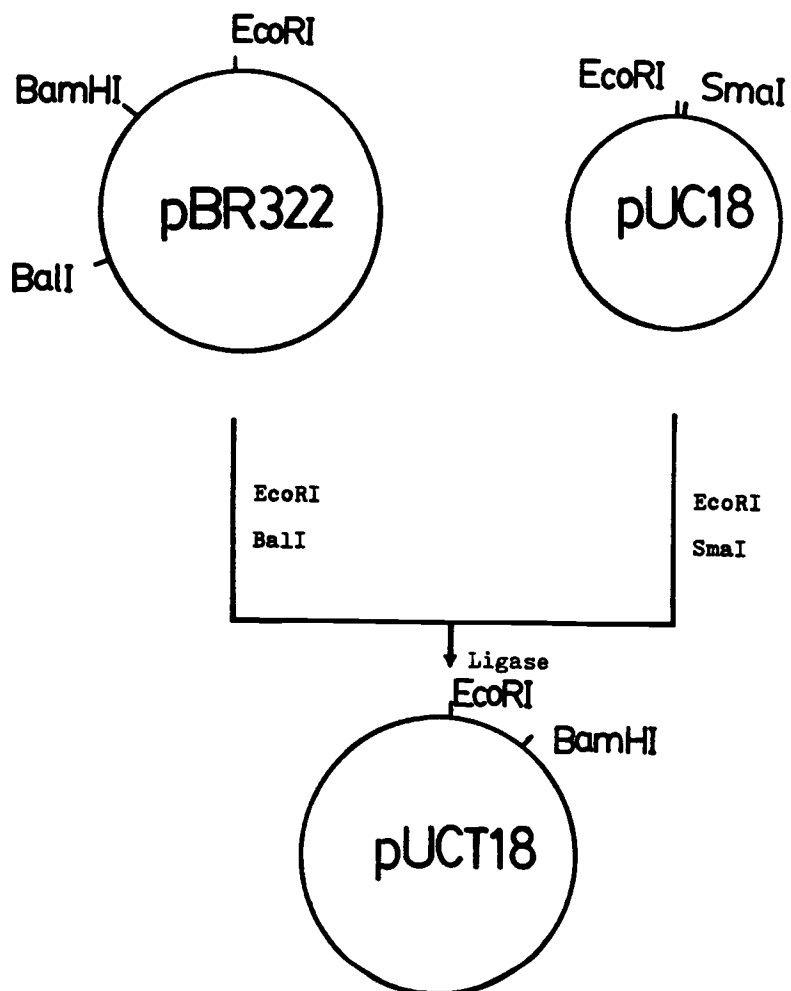 EcoRI
BamHI
pBR322
BalI
EcoRI SmaI
pUC18
EcoRI
BalI
EcoRI
SmaI
Ligase
EcoRI
BamHI
pUCT18